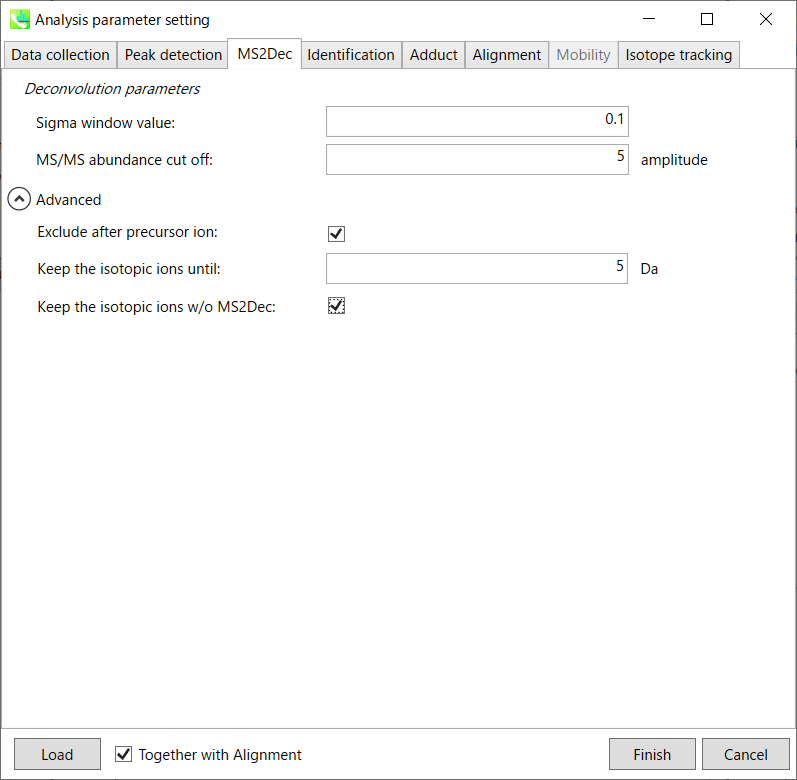 Analysis parameter setting
Data collection Peak detection MS2Dec Identification Adduct Alignment Mobility Isotope tracking
Deconvolution parameters
Sigma window value: 0.1
MS/MS abundance cut off: 5 amplitude
Advanced
Exclude after precursor ion:
Keep the isotopic ions until: 5 Da
Keep the isotopic ions w/o MS2Dec:
Load Together with Alignment Finish Cancel